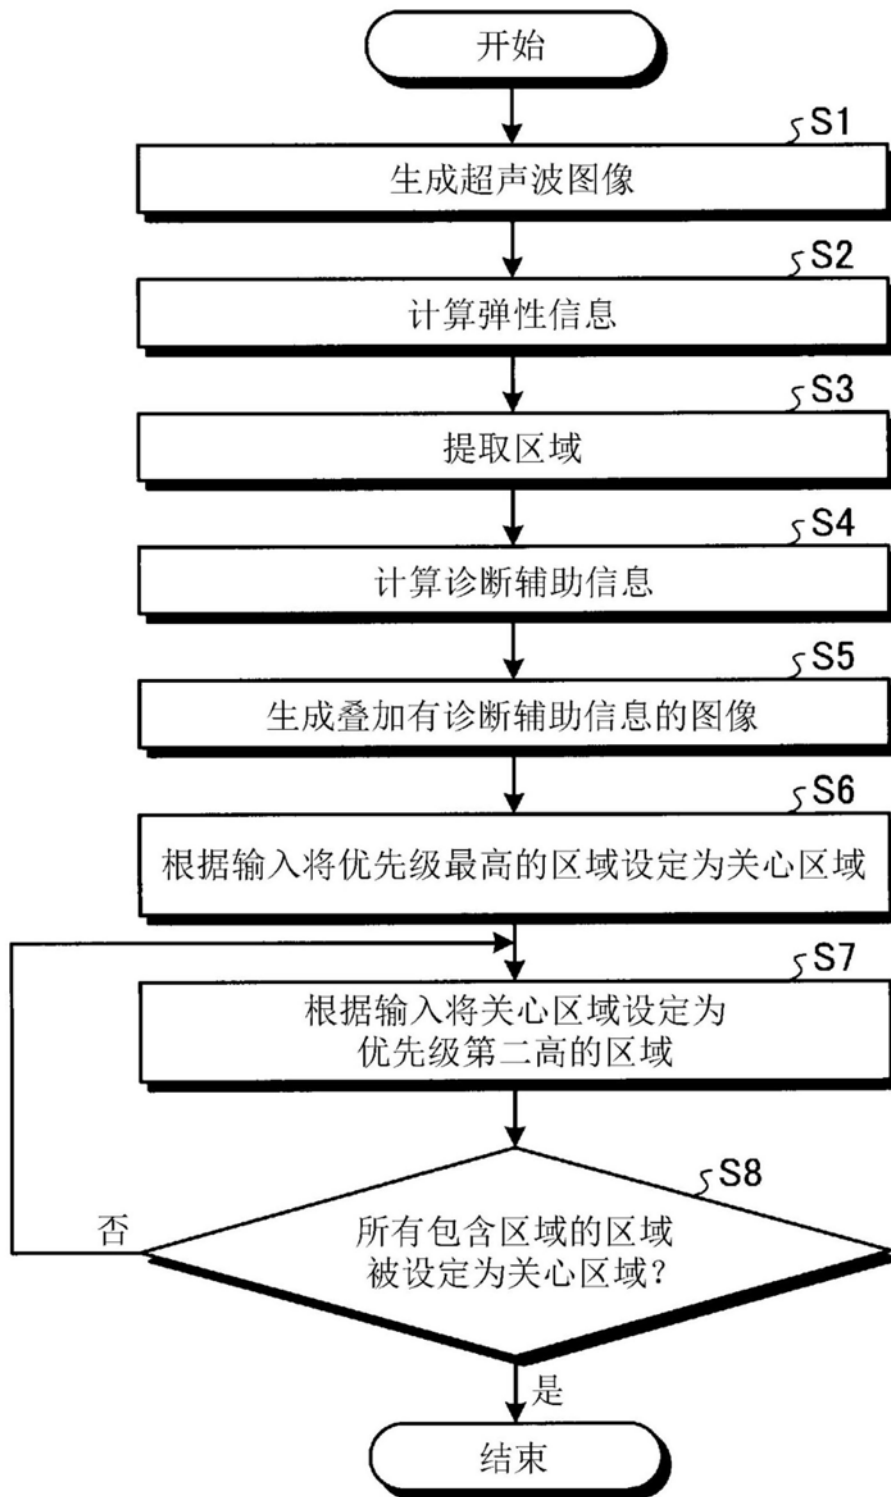 开始
S1
生成超声波图像
S2
计算弹性信息
S3
提取区域
S4
计算诊断辅助信息
S5
生成叠加有诊断辅助信息的图像
S6
根据输入将优先级最高的区域设定为关心区域
S7
根据输入将关心区域设定为
优先级第二高的区域
S8
所有包含区域的区域
被设定为关心区域?
否
是
结束